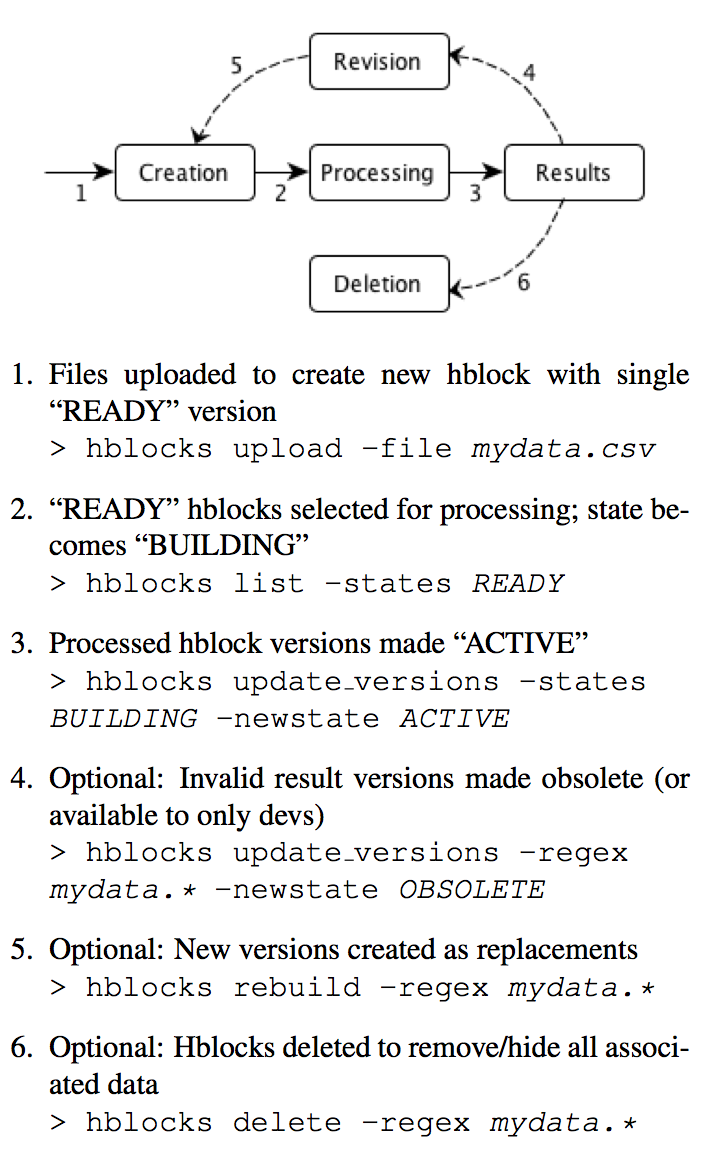 5
Revision
4
Creation
Processing
Results
1
2
3
Deletion
6
1. Files uploaded to create new hblock with single
“READY” version
> hblocks upload –file mydata.csv
2. “READY” hblocks selected for processing; state be-
comes “BUILDING”
> hblocks list –states READY
3. Processed hblock versions made “ACTIVE”
> hblocks update_versions –states
BUILDING –newstate ACTIVE
4. Optional: Invalid result versions made obsolete (or
available to only devs)
> hblocks update_versions –regex
mydata.* –newstate OBSOLETE
5. Optional: New versions created as replacements
> hblocks rebuild –regex mydata.*
6. Optional: Hblocks deleted to remove/hide all associ-
ated data
> hblocks delete –regex mydata.*